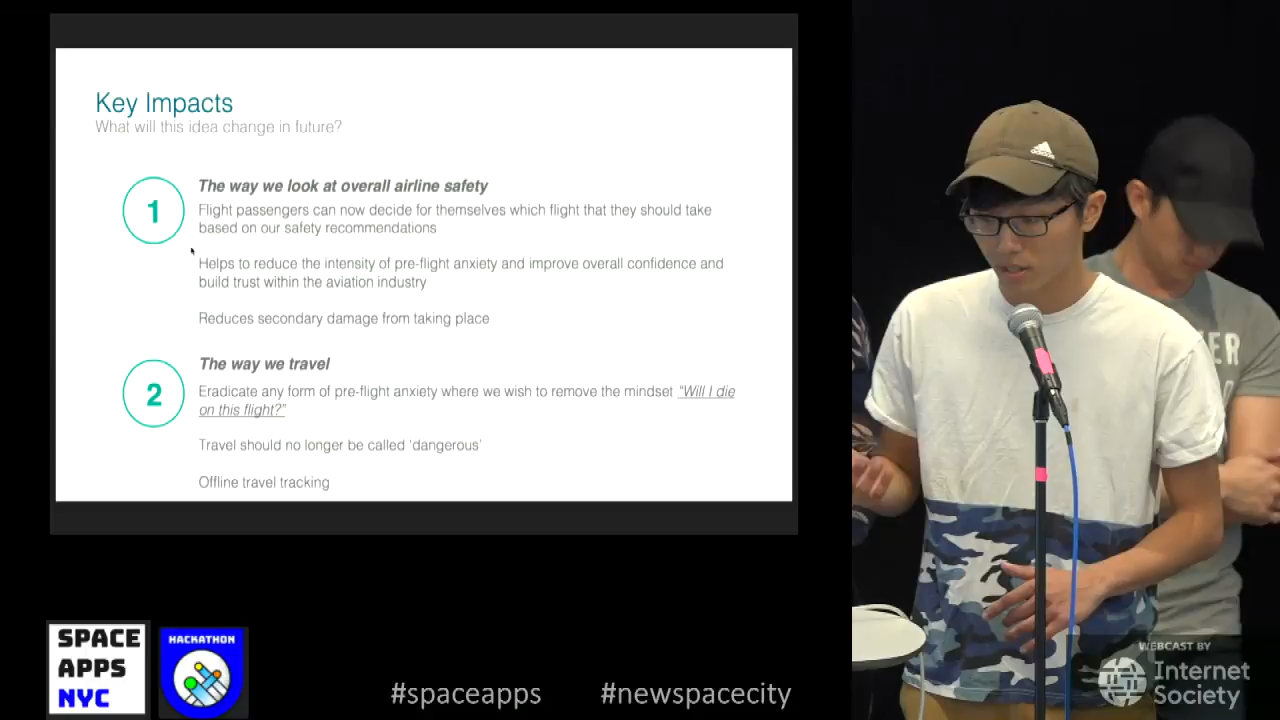 Key Impacts
What will this idea change in future?
1
The way we look at overall airline safety
Flight passengers can now decide for themselves which flight that they should take
based on our safety recommendations
Helps to reduce the intensity of pre-flight anxiety and improve overall confidence and
build trust within the aviation industry
Reduces secondary damage from taking place
2
The way we travel
Eradicate any form of pre-flight anxiety where we wish to remove the mindset "Will I die
on this flight?"
Travel should no longer be called 'dangerous'
Offline travel tracking
adidas
SPACE
APPS
NYC
HACKATHON
#spaceapps
#newspacecity
WEBCAST BY
Internet
Society